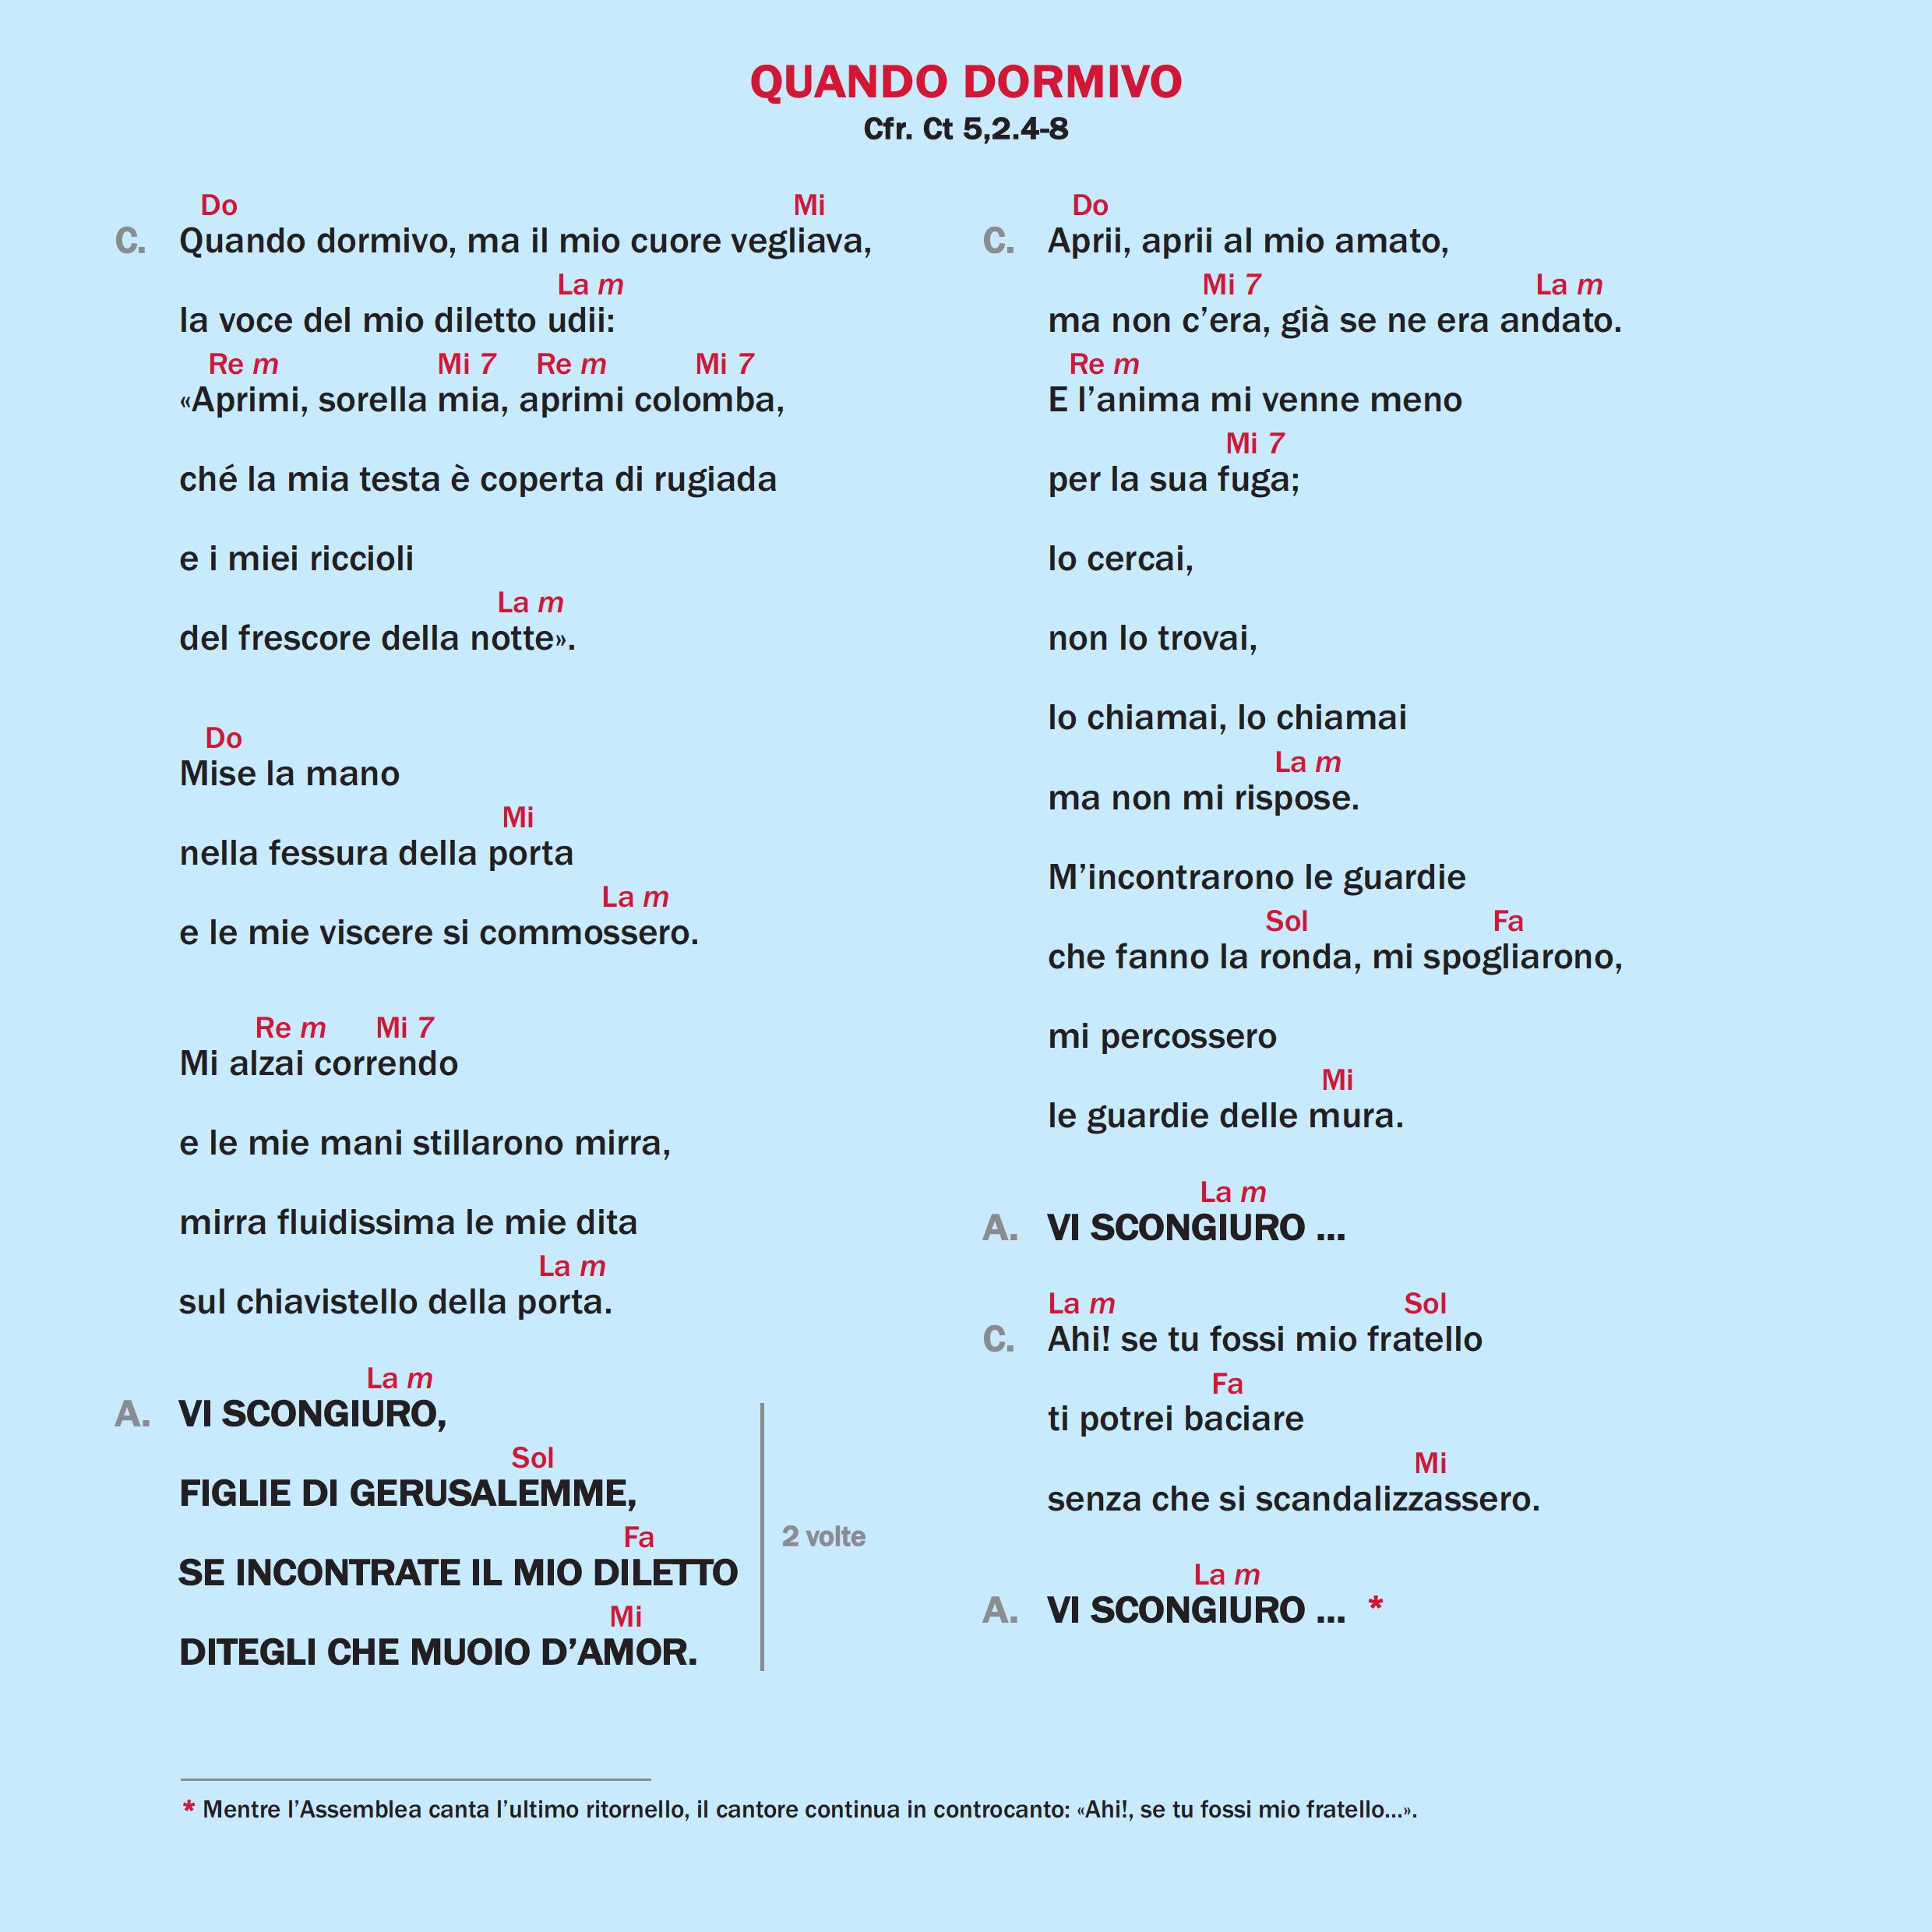 QUANDO DORMIVO
Cfr. Ct 5,2.4-8
Do Mi
C. Quando dormivo, ma il mio cuore vegliava,
La m
la voce del mio diletto udii:
Re m Mi 7 Re m Mi 7
«Aprimi, sorella mia, aprimi colomba,
ché la mia testa è coperta di rugiada
e i miei riccioli
La m
del frescore della notte».
Do
Mise la mano
Mi
nella fessura della porta
La m
e le mie viscere si commossero.
Re m Mi 7
Mi alzai correndo
e le mie mani stillarono mirra,
mirra fluidissima le mie dita
La m
sul chiavistello della porta.
La m
A. VI SCONGIURO,
Sol
FIGLIE DI GERUSALEMME,
Fa
SE INCONTRATE IL MIO DILETTO
Mi
DITEGLI CHE MUOIO D’AMOR.
2 volte
Do
C. Aprii, aprii al mio amato,
Mi 7 La m
ma non c’era, già se ne era andato.
Re m
E l’anima mi venne meno
Mi 7
per la sua fuga;
lo cercai,
non lo trovai,
lo chiamai, lo chiamai
La m
ma non mi rispose.
M’incontrarono le guardie
Sol Fa
che fanno la ronda, mi spogliarono,
mi percossero
Mi
le guardie delle mura.
La m
A. VI SCONGIURO ...
La m Sol
C. Ahi! se tu fossi mio fratello
Fa
ti potrei baciare
Mi
senza che si scandalizzassero.
La m
A. VI SCONGIURO ... *
* Mentre l’Assemblea canta l’ultimo ritornello, il cantore continua in controcanto: «Ahi!, se tu fossi mio fratello...».